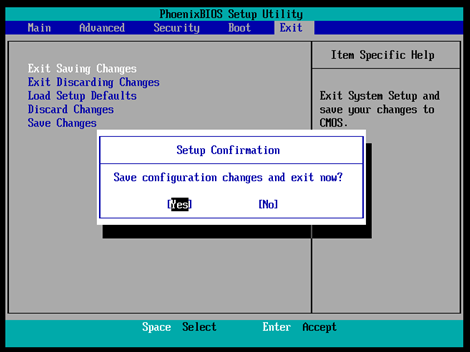 PhoenixBIOS Setup Utility
Main Advanced Security Boot Exit
Item Specific Help
Exit Saving Changes
Exit Discarding Changes
Load Setup Defaults
Discard Changes
Save Changes
Exit System Setup and
save your changes to
CMOS.
Setup Confirmation
Save configuration changes and exit now?
[Yes] [No]
Space Select Enter Accept